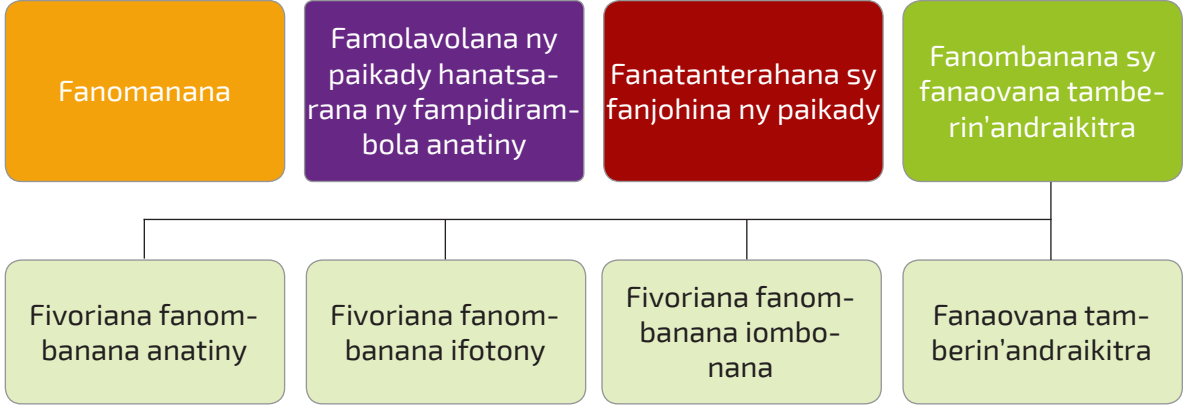 Fanomanana
Famolavolana ny
paikady hanatsa-
rana ny fampidiram-
bola anatiny
Fanatanterahana sy
fanjohina ny paikady
Fanombanana sy
fanaovana tambe-
rin'andraikitra
Fivoriana fanom-
banana anatiny
Fivoriana fanom-
banana ifotony
Fivoriana fanom-
banana iombo-
nana
Fanaovana tam-
berin'andraikitra